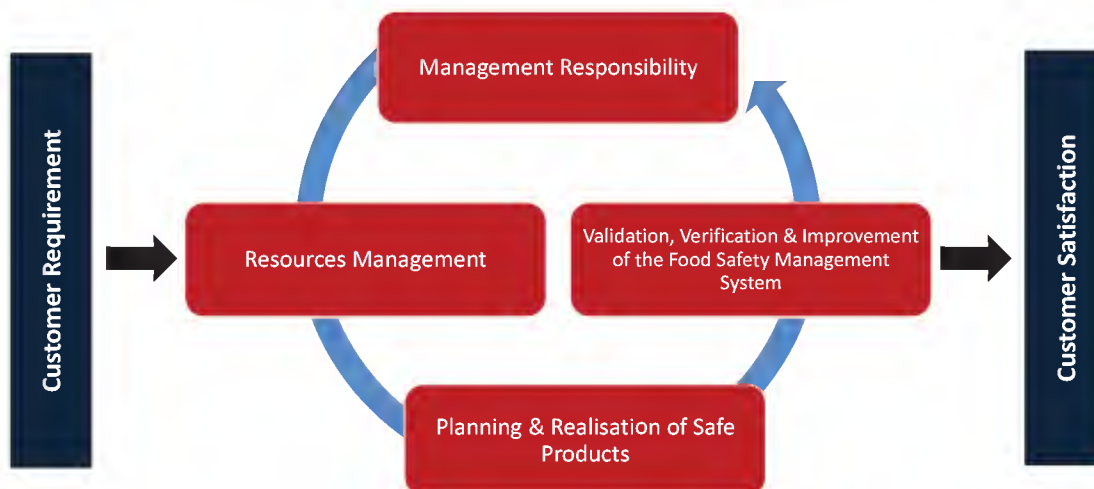 Customer Requirement
Management Responsibility
Resources Management
Validation, Verification & Improvement
of the Food Safety Management
System
Planning & Realisation of Safe
Products
Customer Satisfaction